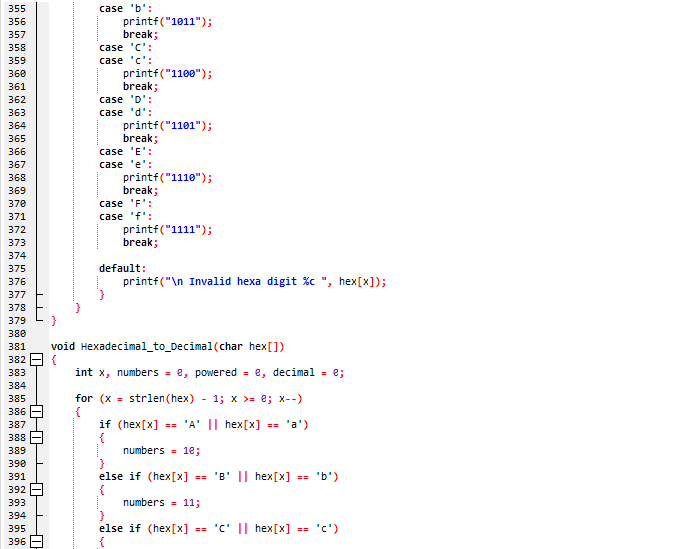 355 case 'b':
356 printf("1011");
357 break;
358 case 'C':
359 case 'c':
360 printf("1100");
361 break;
362 case 'D':
363 case 'd':
364 printf("1101");
365 break;
366 case 'E':
367 case 'e':
368 printf("1110");
369 break;
370 case 'F':
371 case 'f':
372 printf("1111");
373 break;
374
375 default:
376 printf("\n Invalid hexa digit %c ", hex[x]);
377 }
378 }
379 }
380
381 void Hexadecimal_to_Decimal(char hex[])
382 {
383 int x, numbers = 0, powered = 0, decimal = 0;
384
385 for (x = strlen(hex) - 1; x >= 0; x--)
386 {
387 if (hex[x] == 'A' || hex[x] == 'a')
388 {
389 numbers = 10;
390 }
391 else if (hex[x] == 'B' || hex[x] == 'b')
392 {
393 numbers = 11;
394 }
395 else if (hex[x] == 'C' || hex[x] == 'c')
396 {